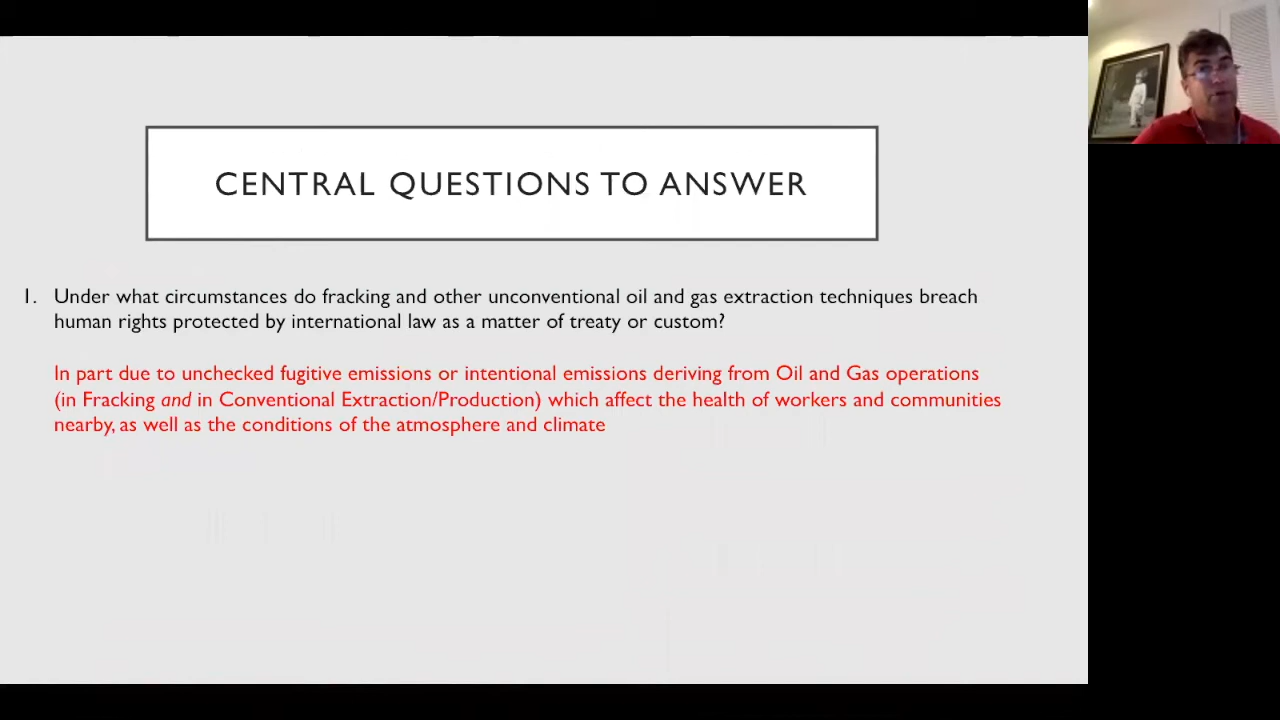 CENTRAL QUESTIONS TO ANSWER
1. Under what circumstances do fracking and other unconventional oil and gas extraction techniques breach
human rights protected by international law as a matter of treaty or custom?
In part due to unchecked fugitive emissions or intentional emissions deriving from Oil and Gas operations
(in Fracking and in Conventional Extraction/Production) which affect the health of workers and communities
nearby, as well as the conditions of the atmosphere and climate